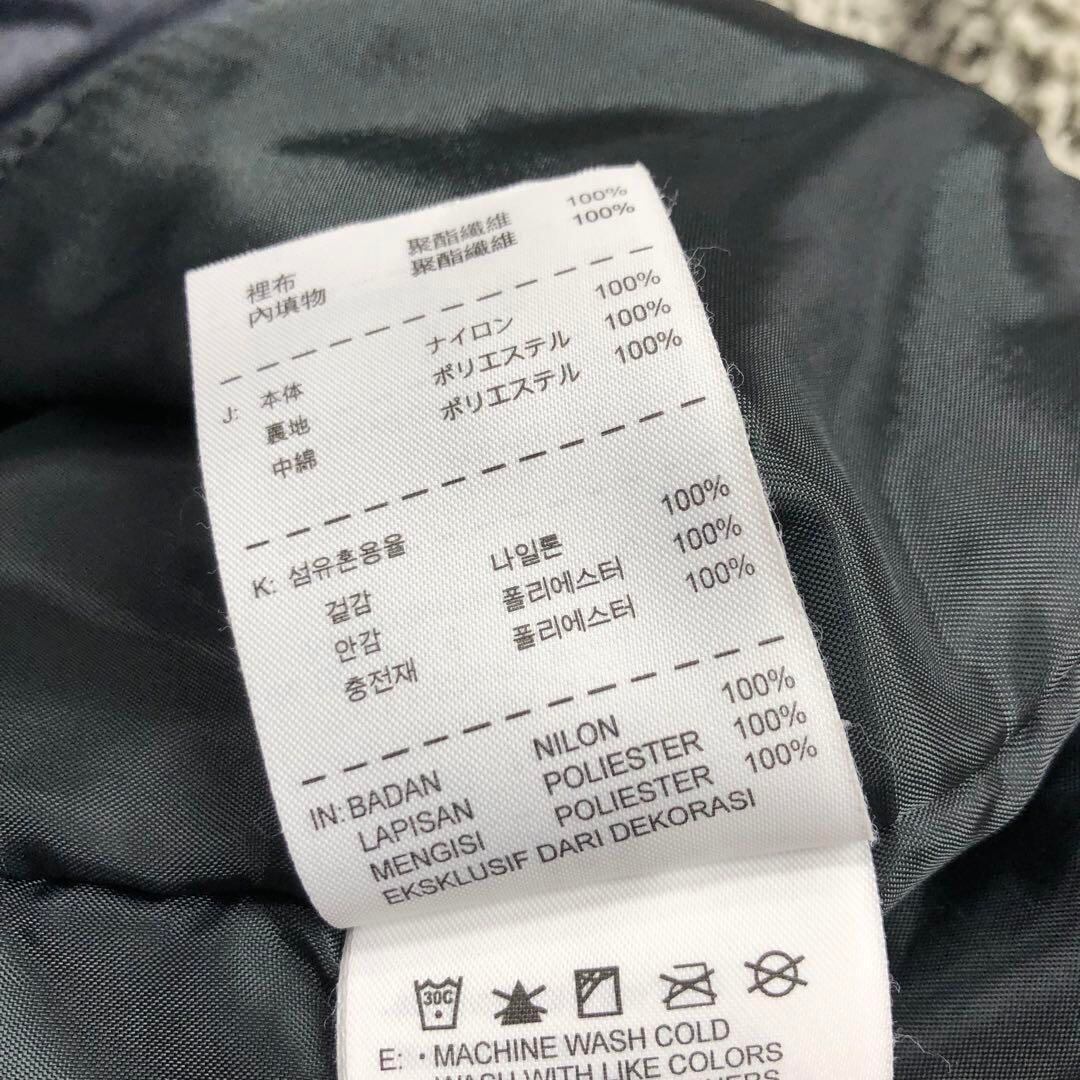 裡布 聚酯纖維 100%
內填物 聚酯纖維 100%
J: 本体 ナイロン 100%
裏地 ポリエステル 100%
中綿 ポリエステル 100%
K: 섬유혼용율
겉감 나일론 100%
안감 폴리에스터 100%
충전재 폴리에스터 100%
IN: BADAN NILON 100%
LAPISAN POLIESTER 100%
MENGISI POLIESTER 100%
EKSKLUSIF DARI DEKORASI
30C
E: · MACHINE WASH COLD
WASH WITH LIKE COLORS